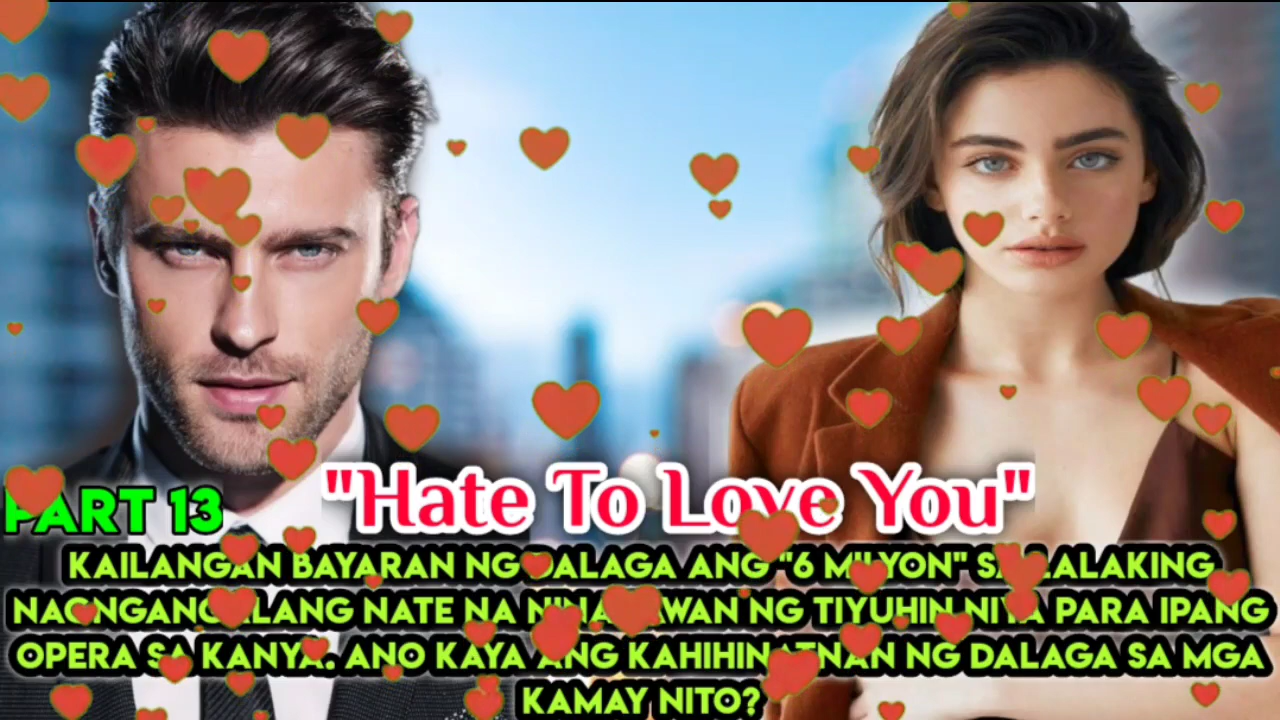 PART 13
"Hate To Love You"
KAILANGAN BAYARAN NG DALAGA ANG "6 MILYON" SA LALAKING
NAGNGANGALANG NATE NA NINAKAWAN NG TIYUHIN NIYA PARA IPANG
OPERA SA KANYA. ANO KAYA ANG KAHIHINATNAN NG DALAGA SA MGA
KAMAY NITO?